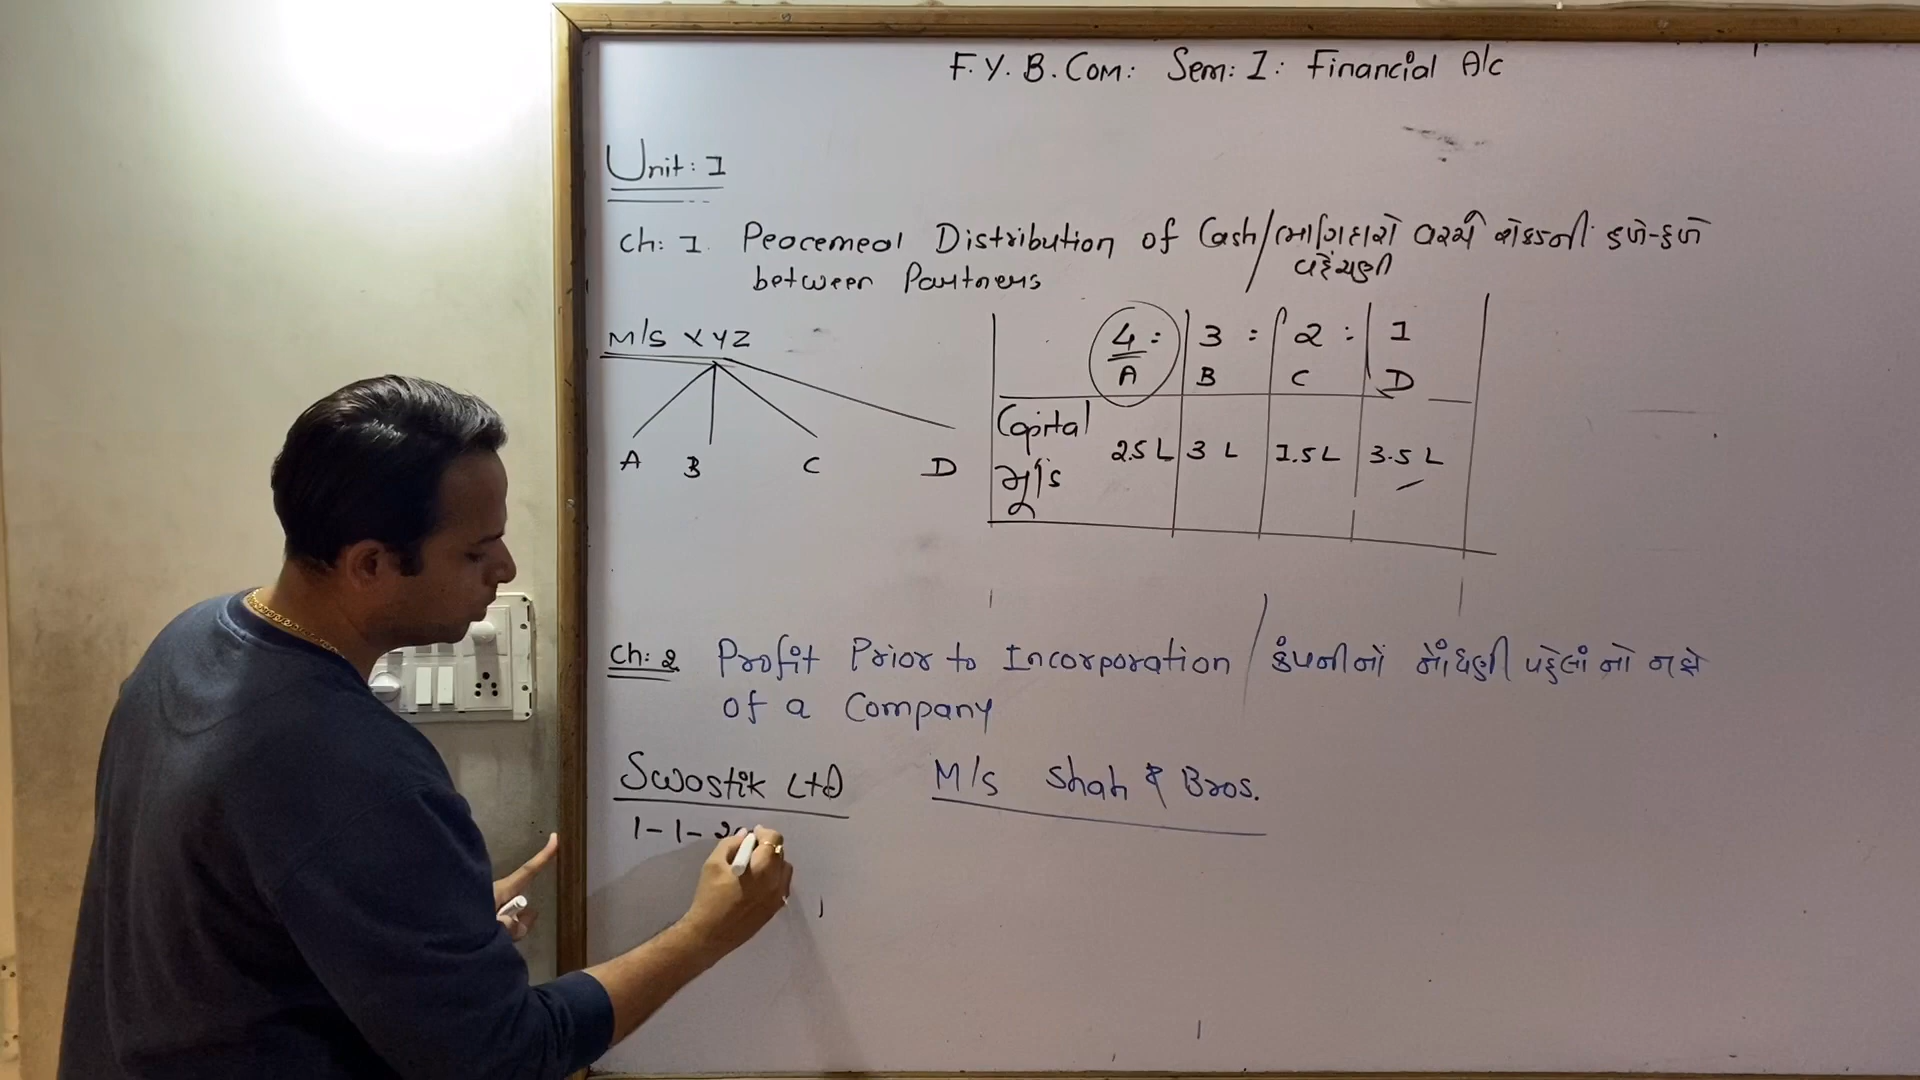 F. Y. B. Com: Sem: I: Financial A/c
Unit: I
Ch: I. Peacemeal Distribution of Cash/ભાગિદારો વચ્ચે રોકડની હપ્તે-હપ્તે
between Partners વહેંચણી
M/S XYZ
A B C D
4: 3: 2: 1
A B C D
Capital 2.5 L 3 L 1.5 L 3.5 L
Ch: 2 Profit Prior to Incorporation / કંપનીની નોંધણી પહેલાંનો નફો
of a Company
Swastik Ltd M/s Shah & Bros.
1-1-